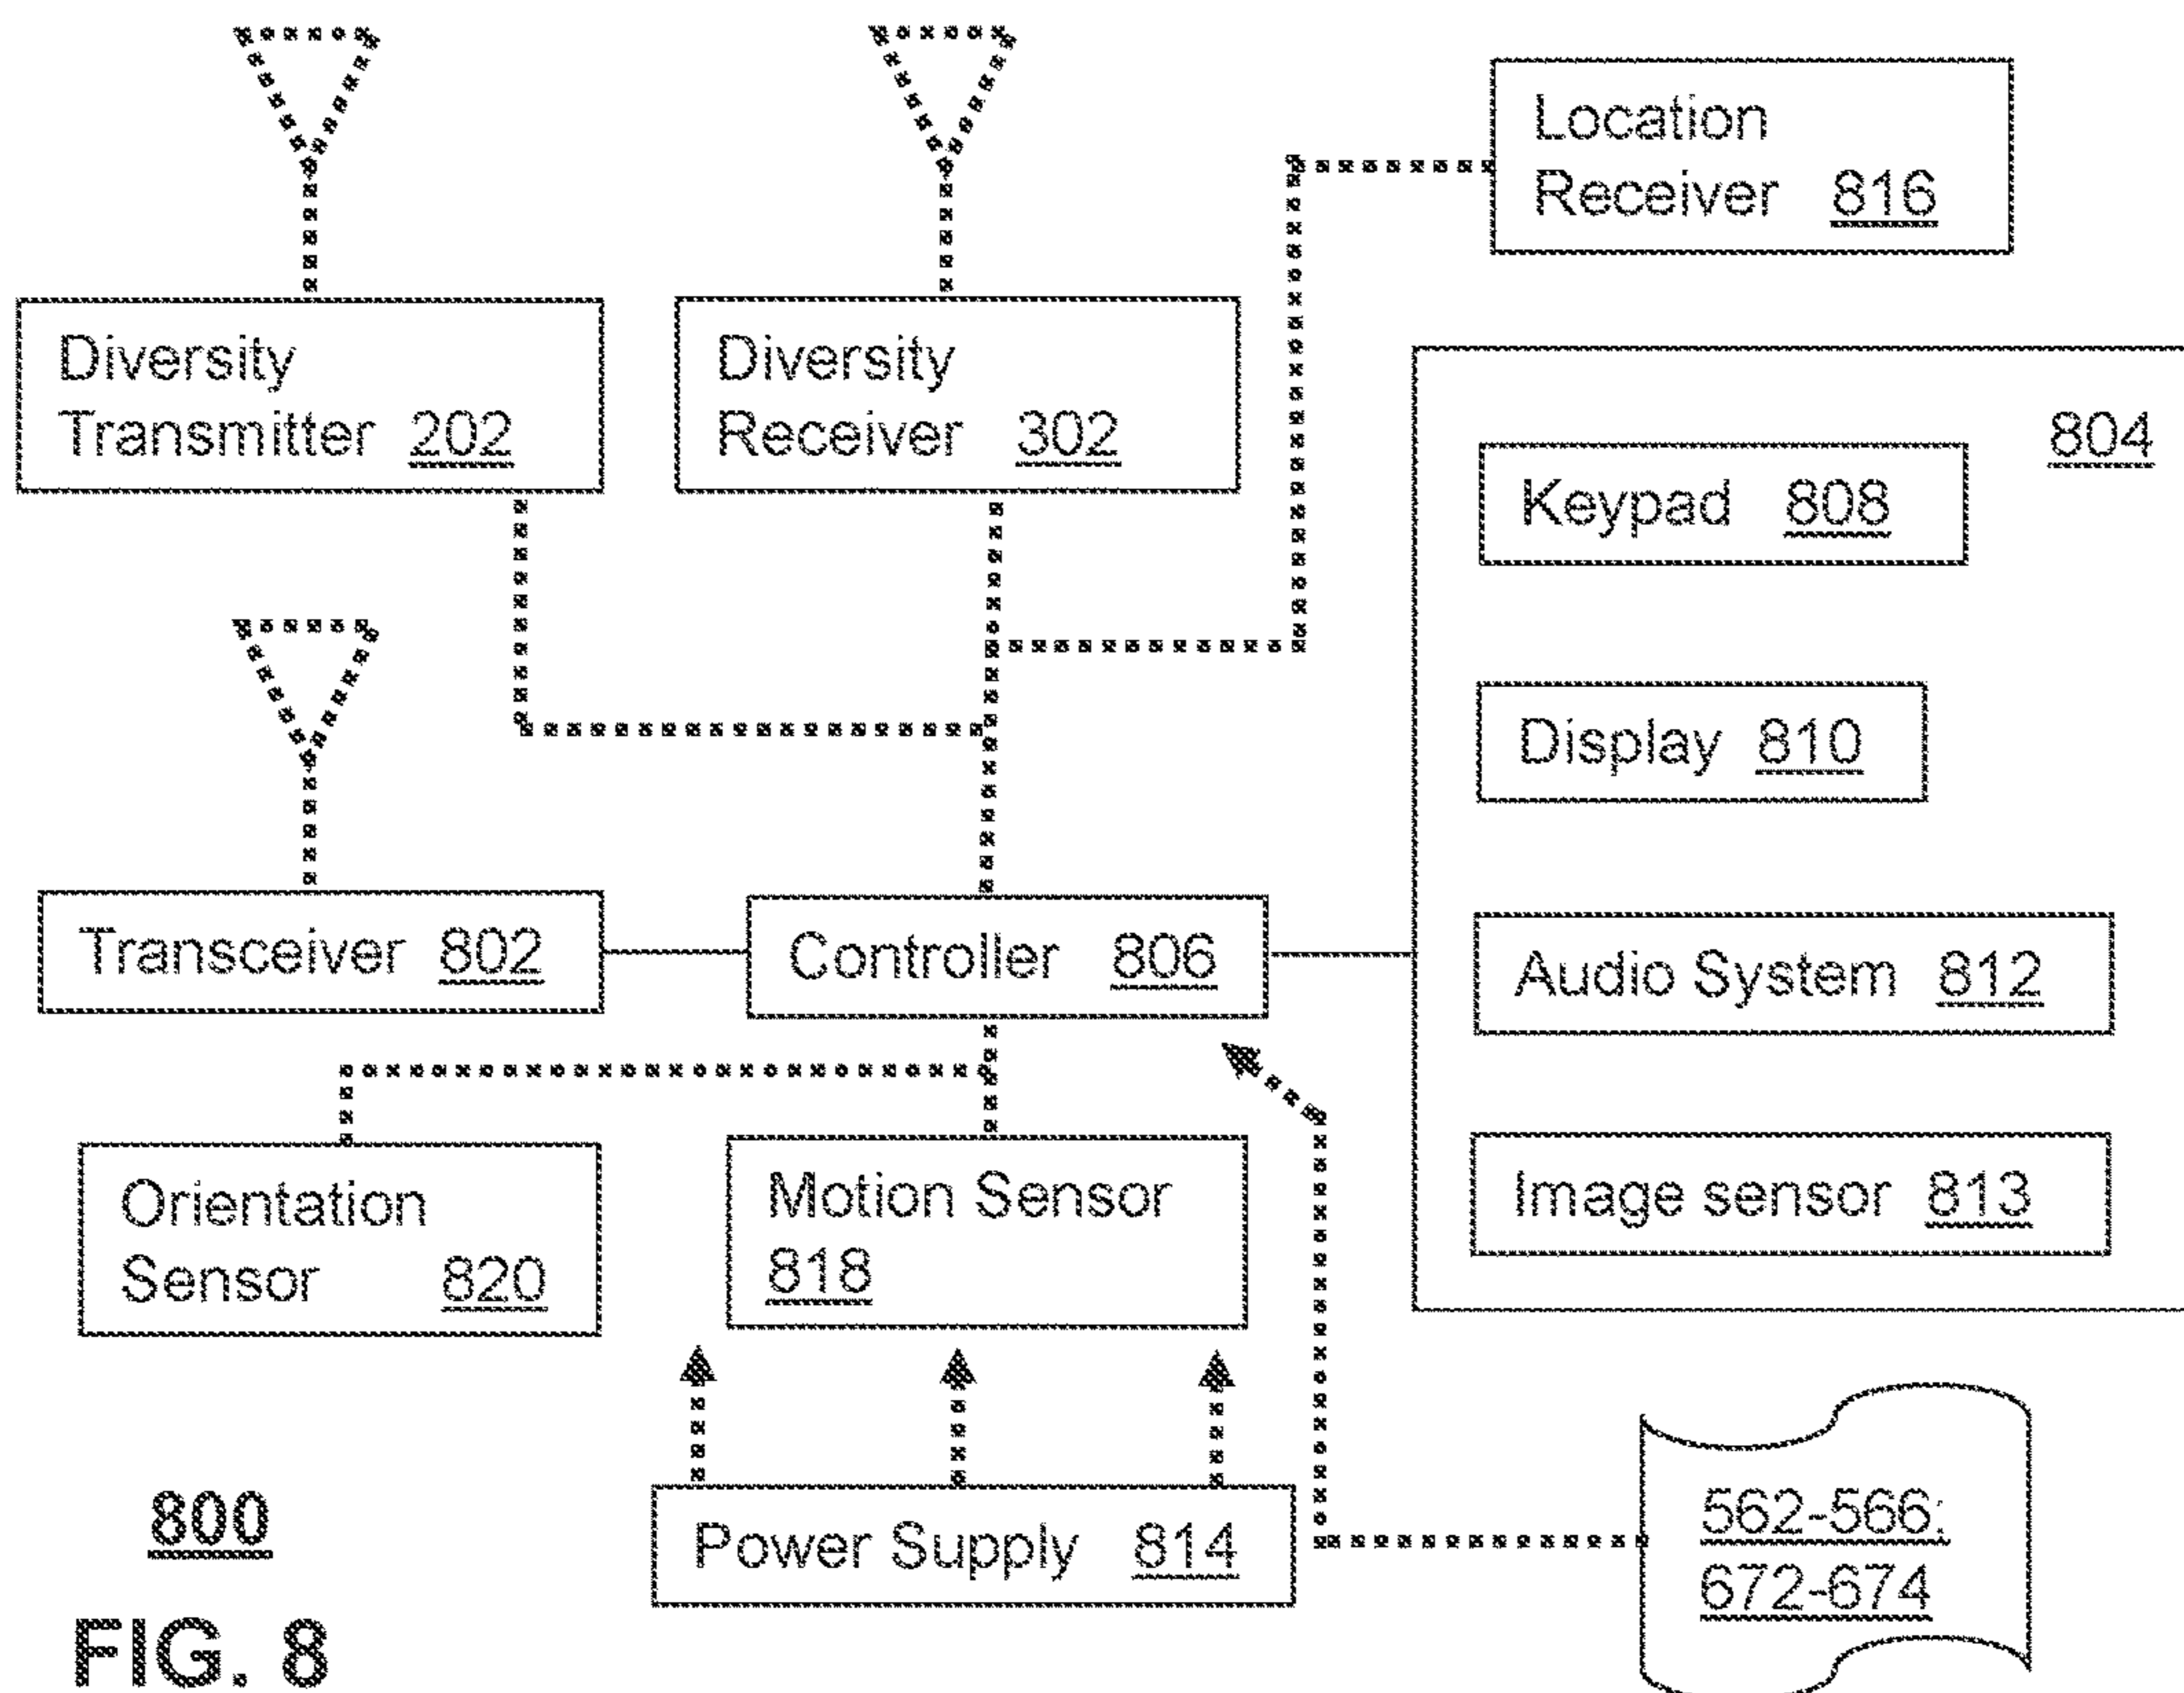 Location
Receiver 816
Diversity
Transmitter 202
Diversity
Receiver 302
804
Keypad 808
Display 810
Transceiver 802
Controller 806
Audio System 812
Orientation
Sensor 820
Motion Sensor
818
Image sensor 813
Power Supply 814
562-566;
672-674
800
FIG. 8